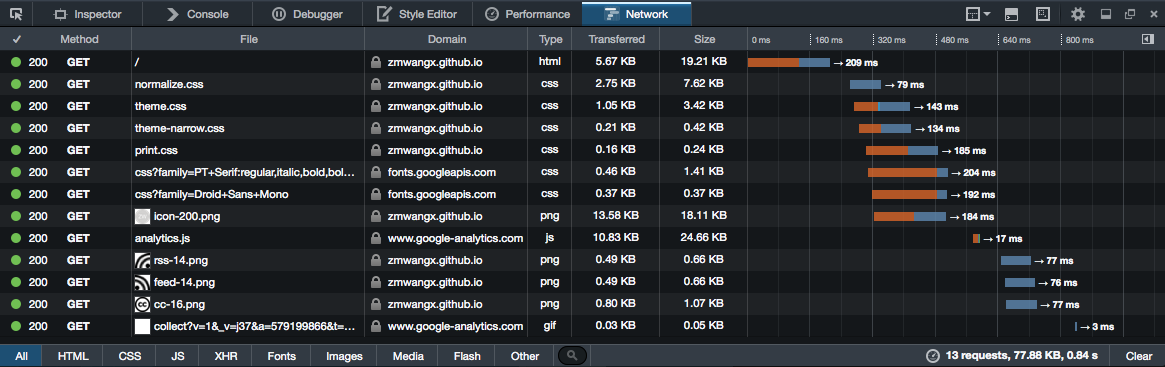 Inspector Console Debugger Style Editor Performance Network
✓ Method File Domain Type Transferred Size 0 ms 160 ms 320 ms 480 ms 640 ms 800 ms
200 GET / zmwangx.github.io html 5.67 KB 19.21 KB → 209 ms
200 GET normalize.css zmwangx.github.io css 2.75 KB 7.62 KB → 79 ms
200 GET theme.css zmwangx.github.io css 1.05 KB 3.42 KB → 143 ms
200 GET theme-narrow.css zmwangx.github.io css 0.21 KB 0.42 KB → 134 ms
200 GET print.css zmwangx.github.io css 0.16 KB 0.24 KB → 185 ms
200 GET css?family=PT+Serif:regular,italic,bold,bol… fonts.googleapis.com css 0.46 KB 1.41 KB → 204 ms
200 GET css?family=Droid+Sans+Mono fonts.googleapis.com css 0.37 KB 0.37 KB → 192 ms
200 GET icon-200.png zmwangx.github.io png 13.58 KB 18.11 KB → 184 ms
200 GET analytics.js www.google-analytics.com js 10.83 KB 24.66 KB → 17 ms
200 GET rss-14.png zmwangx.github.io png 0.49 KB 0.66 KB → 77 ms
200 GET feed-14.png zmwangx.github.io png 0.49 KB 0.66 KB → 76 ms
200 GET cc-16.png zmwangx.github.io png 0.80 KB 1.07 KB → 77 ms
200 GET collect?v=1&_v=j37&a=579199866&t=… www.google-analytics.com gif 0.03 KB 0.05 KB → 3 ms
All HTML CSS JS XHR Fonts Images Media Flash Other 13 requests, 77.88 KB, 0.84 s Clear